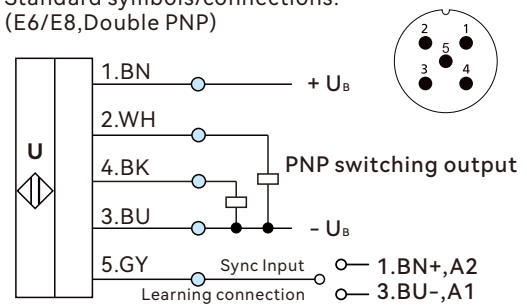 Standard symbols/connections:
(E6/E8,Double PNP)
1.BN
+ UB
2.WH
U
4.BK
PNP switching output
3.BU
- UB
5.GY
Sync Input
Learning connection
1.BN+,A2
3.BU-,A1
2 1
5
3 4